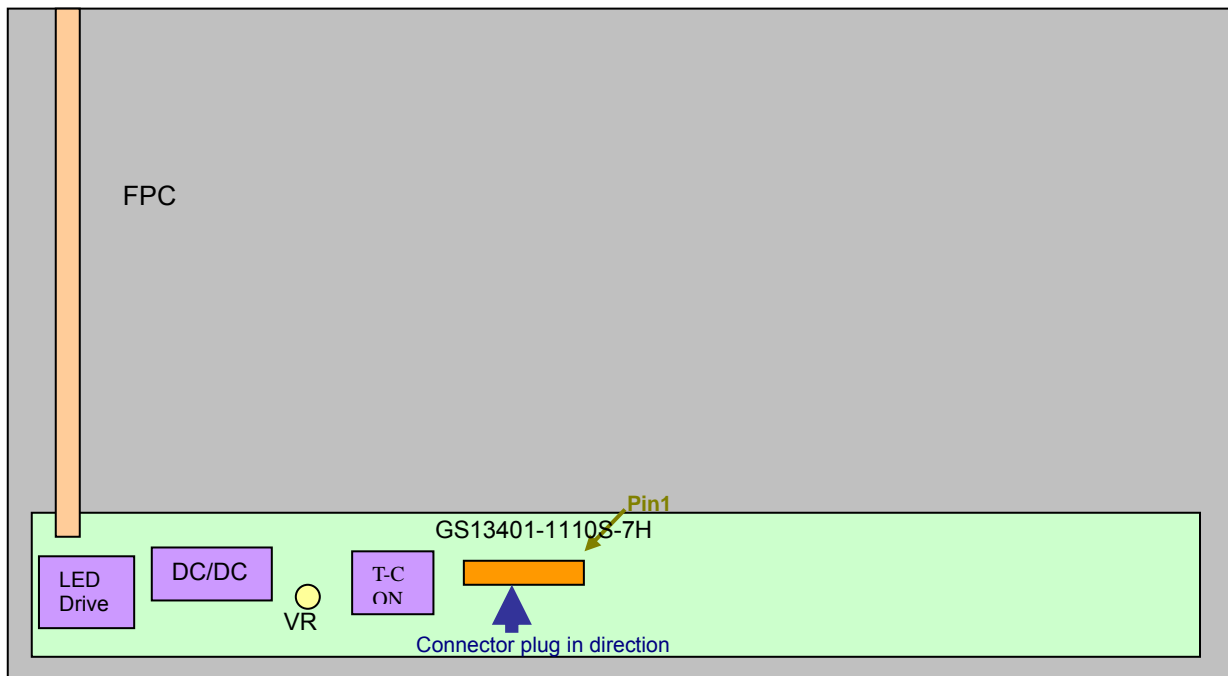 FPC
Pin1
GS13401-1110S-7H
LED
Drive
DC/DC
VR
T-C
ON
Connector plug in direction